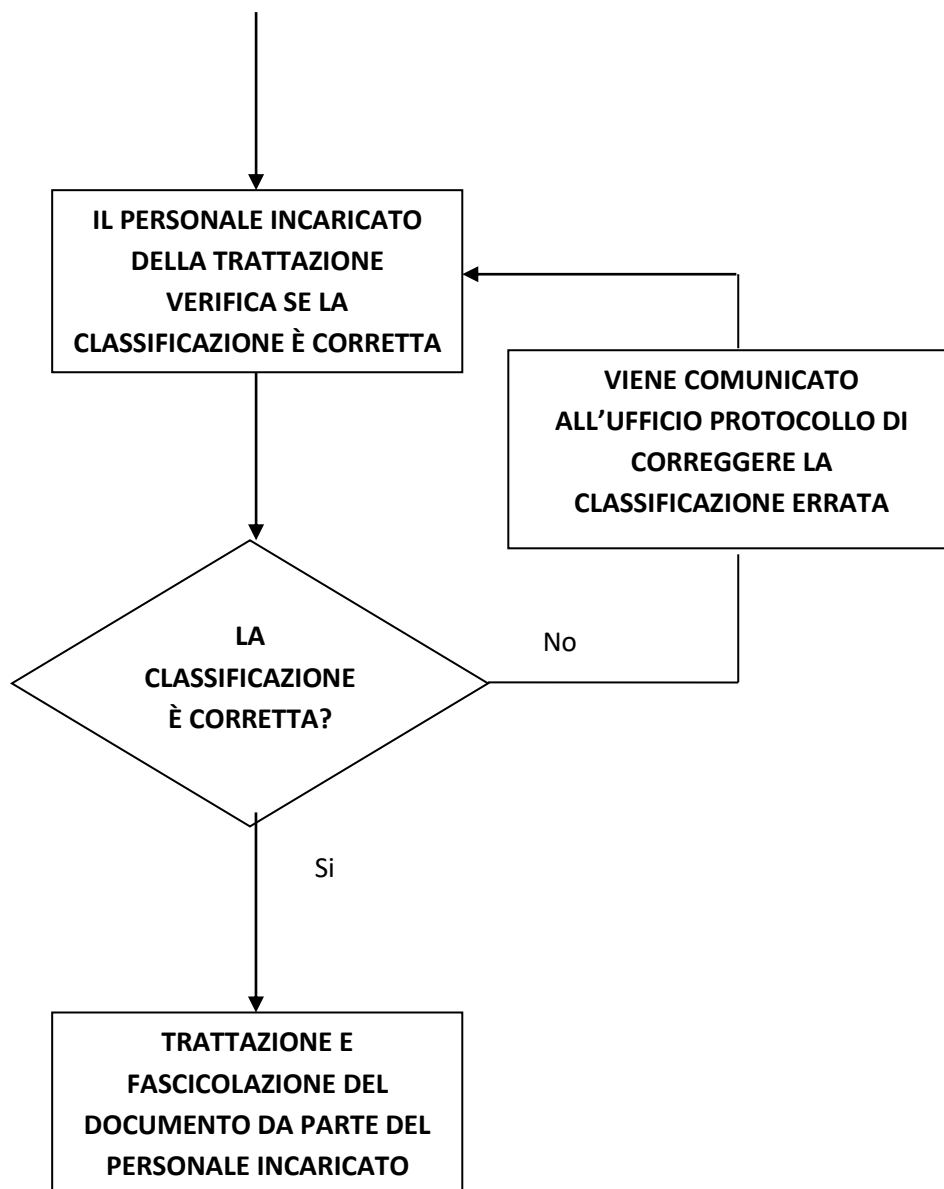 IL PERSONALE INCARICATO
DELLA TRATTAZIONE
VERIFICA SE LA
CLASSIFICAZIONE È CORRETTA
VIENE COMUNICATO
ALL’UFFICIO PROTOCOLLO DI
CORREGGERE LA
CLASSIFICAZIONE ERRATA
LA
CLASSIFICAZIONE
È CORRETTA?
No
Si
TRATTAZIONE E
FASCICOLAZIONE DEL
DOCUMENTO DA PARTE DEL
PERSONALE INCARICATO